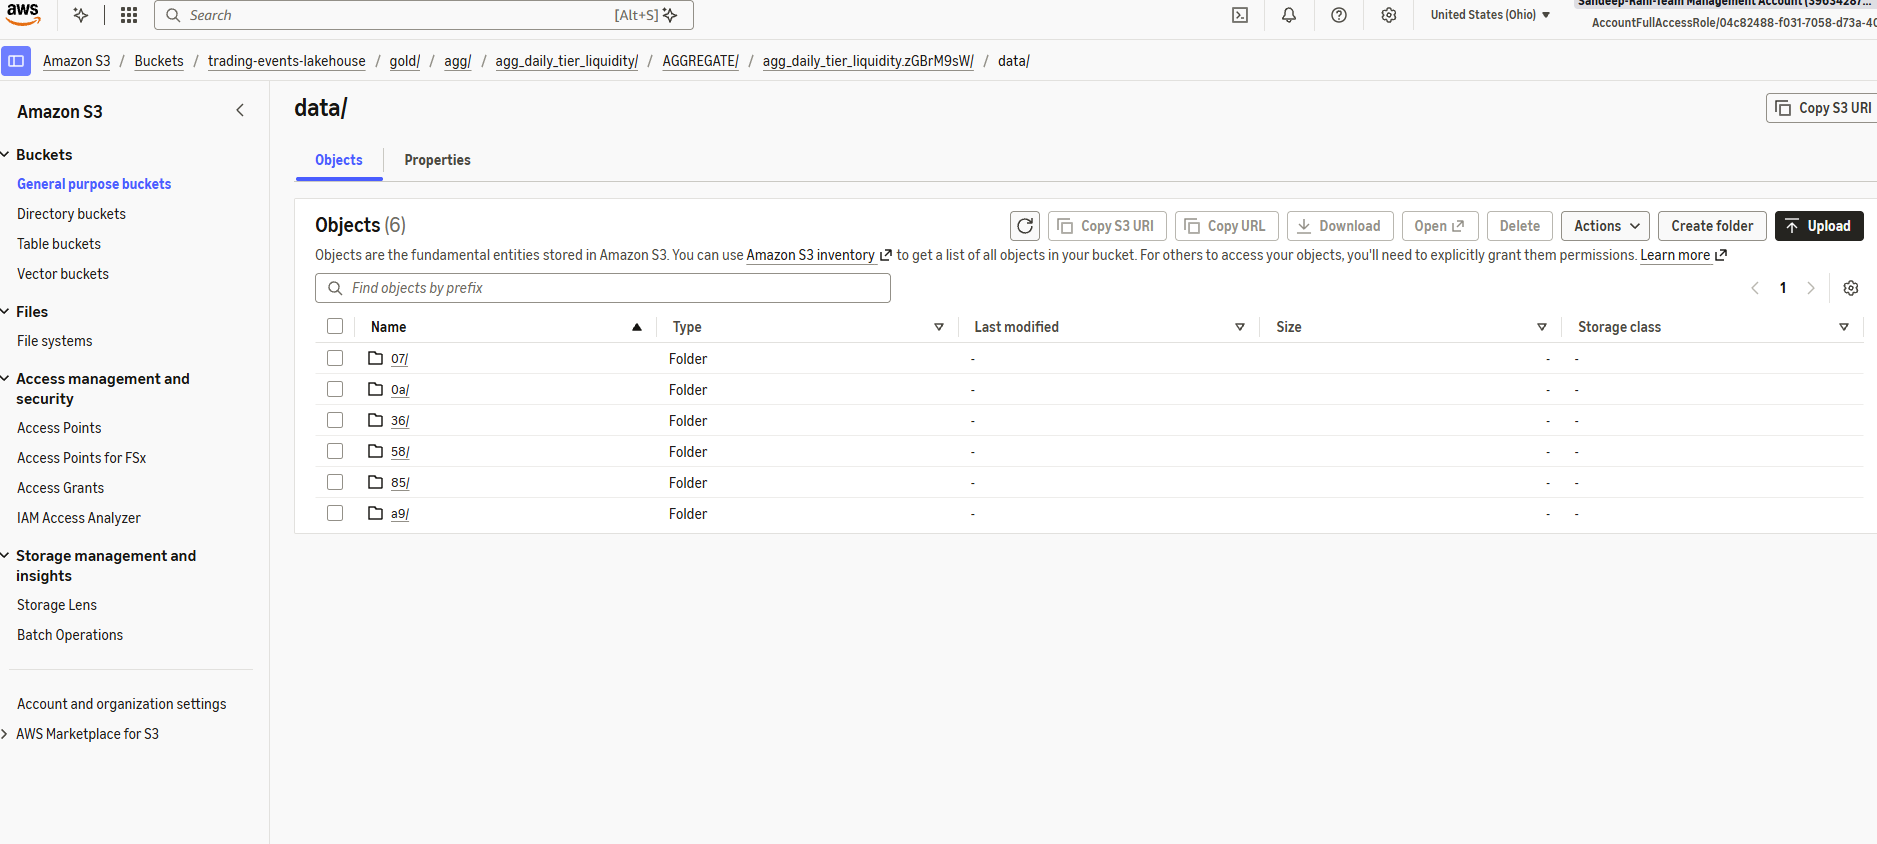 aws
Search [Alt+S]
United States (Ohio)
Sandeep-Rani-Team Management Account (39634287...
AccountFullAccessRole/04c82488-f031-7058-d73a-40
Amazon S3 / Buckets / trading-events-lakehouse / gold/ / agg/ / agg_daily_tier_liquidity/ / AGGREGATE/ / agg_daily_tier_liquidity.zGBrM9sW/ / data/
Amazon S3
Buckets
General purpose buckets
Directory buckets
Table buckets
Vector buckets
Files
File systems
Access management and
security
Access Points
Access Points for FSx
Access Grants
IAM Access Analyzer
Storage management and
insights
Storage Lens
Batch Operations
Account and organization settings
AWS Marketplace for S3
data/
Copy S3 URI
Objects Properties
Objects (6)
Copy S3 URI Copy URL Download Open Delete Actions Create folder Upload
Objects are the fundamental entities stored in Amazon S3. You can use Amazon S3 inventory to get a list of all objects in your bucket. For others to access your objects, you'll need to explicitly grant them permissions. Learn more
Find objects by prefix
1
Name Type Last modified Size Storage class
07/ Folder - - -
0a/ Folder - - -
36/ Folder - - -
58/ Folder - - -
85/ Folder - - -
a9/ Folder - - -